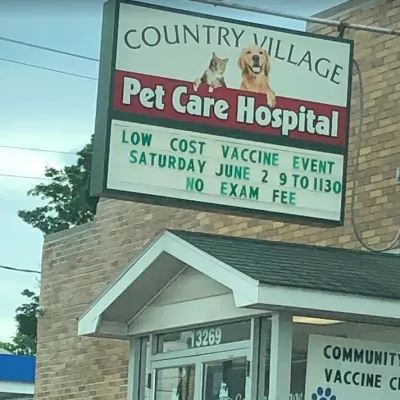 COUNTRY VILLAGE
Pet Care Hospital
LOW COST VACCINE EVENT
SATURDAY JUNE 2 9 TO 1130
NO EXAM FEE
13269
COMMUNITY
VACCINE